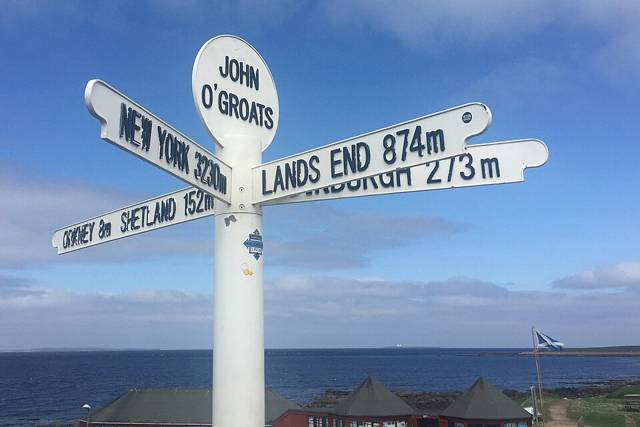 JOHN
O'GROATS
NEW YORK 3230m
LANDS END 874m
273m
ORKNEY 8m SHETLAND 152m